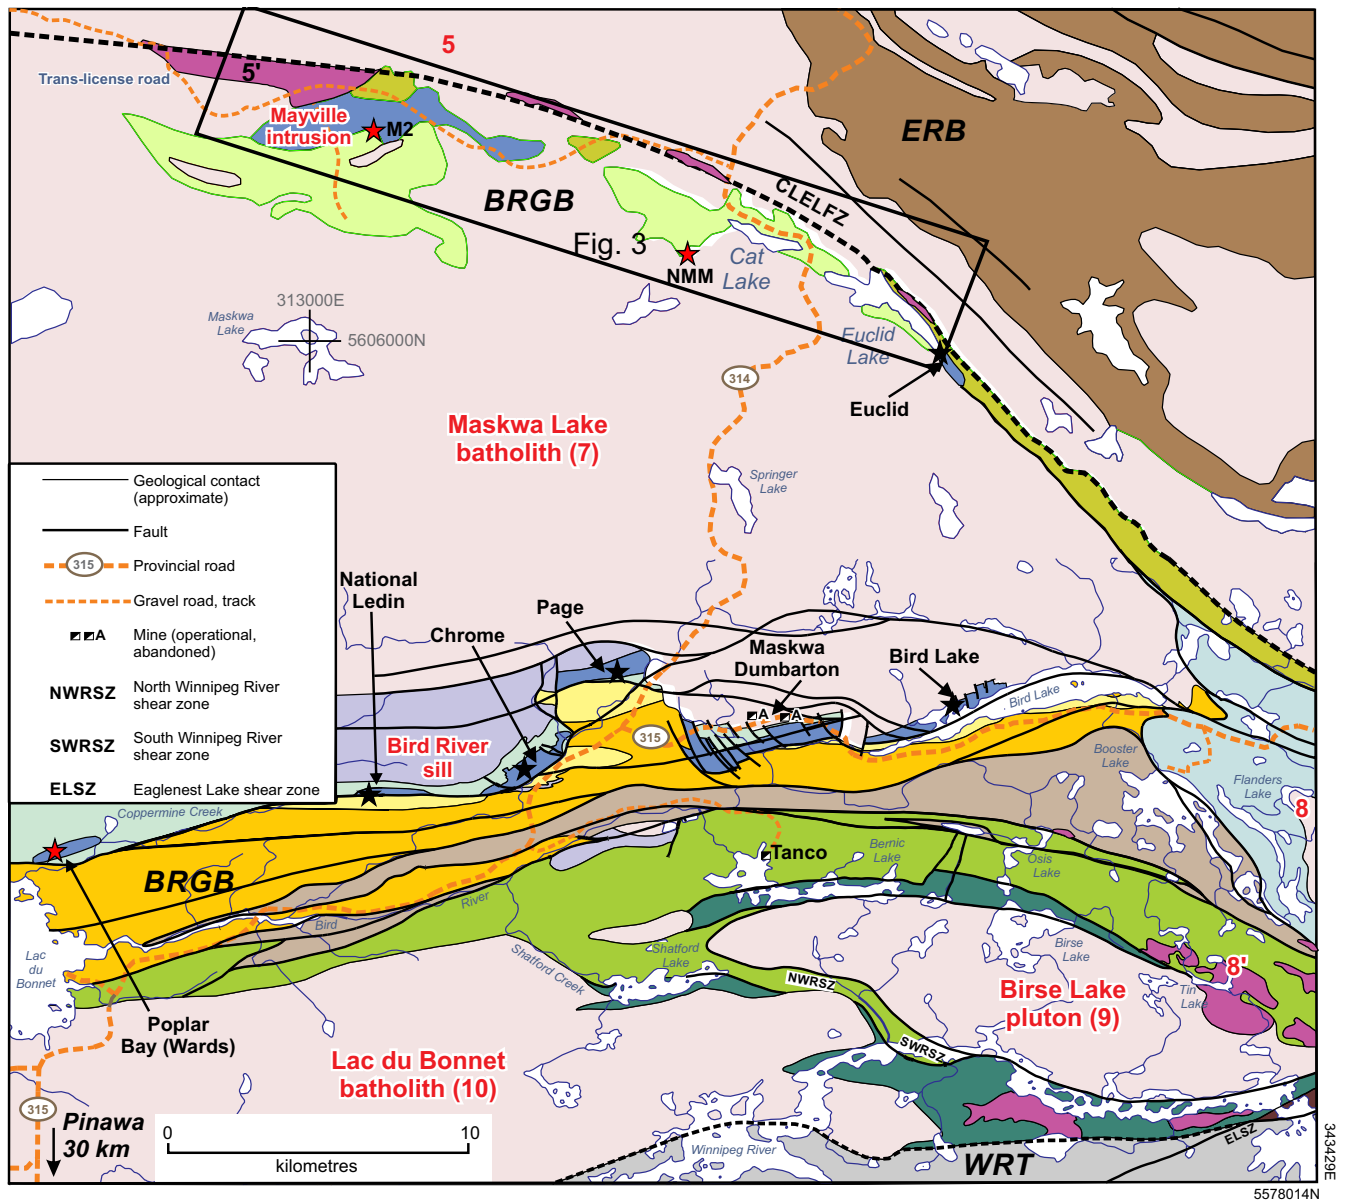 5
Trans-license road
5'
Mayville
intrusion
M2
ERB
CLELFZ
BRGB
Fig. 3
NMM
Cat
Lake
313000E
Maskwa
Lake
5606000N
Euclid
Lake
314
Euclid
Maskwa Lake
batholith (7)
Springer
Lake
Geological contact
(approximate)
Fault
315
Provincial road
Gravel road, track
A
Mine (operational,
abandoned)
NWRSZ
North Winnipeg River
shear zone
SWRSZ
South Winnipeg River
shear zone
ELSZ
Eaglenest Lake shear zone
National
Ledin
Page
Chrome
Maskwa
Dumbarton
A
A
Bird Lake
Bird Lake
315
Bird River
sill
Booster
Lake
Flanders
Lake
8
Coppermine Creek
Tanco
Bernic
Lake
Osis
Lake
BRGB
River
Bird
Lac
du
Bonnet
Shatford
Lake
Shatford Creek
Birse
Lake
8'
Tin
Lake
NWRSZ
Birse Lake
pluton (9)
Poplar
Bay (Wards)
SWRSZ
Lac du Bonnet
batholith (10)
315
Pinawa
30 km
0
10
kilometres
Winnipeg River
WRT
ELSZ
343429E
5578014N